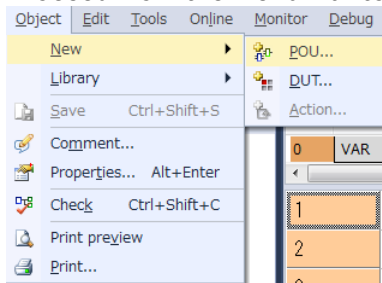 Object Edit Tools Online Monitor Debug
New
Library
Save Ctrl+Shift+S
Comment...
Properties... Alt+Enter
Check Ctrl+Shift+C
Print preview
Print...
POU...
DUT...
Action...
0 VAR
1
2